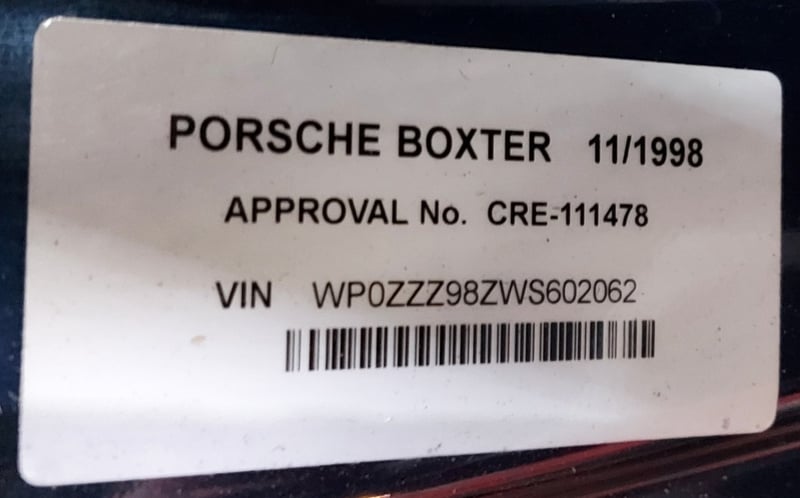 PORSCHE BOXTER 11/1998
APPROVAL No. CRE-111478
VIN WP0ZZZ98ZWS602062